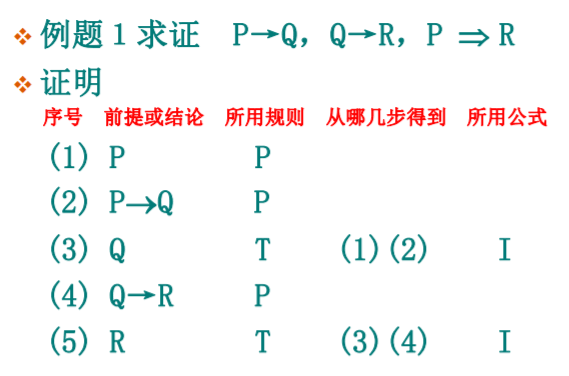 ❖ 例题1求证 P→Q，Q→R，P ⇒ R
❖ 证明
序号 前提或结论 所用规则 从哪几步得到 所用公式
(1) P P
(2) P→Q P
(3) Q T (1)(2) I
(4) Q→R P
(5) R T (3)(4) I